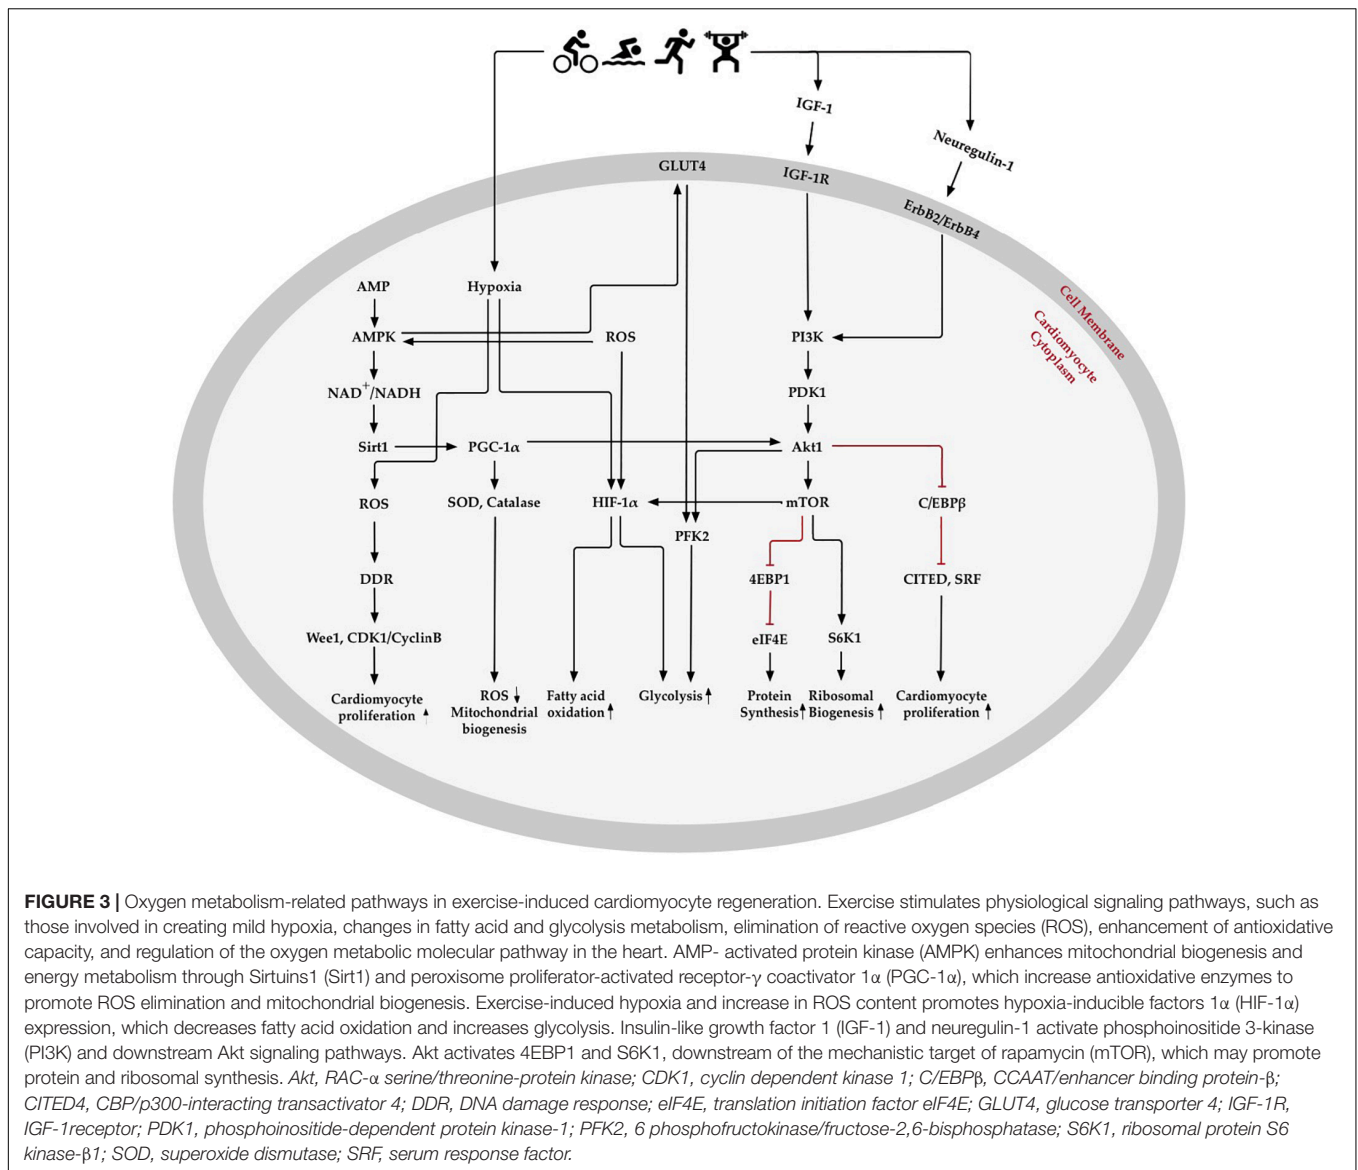 IGF-1
Neuregulin-1
GLUT4
IGF-1R
ErbB2/ErbB4
Cell Membrane
Cardiomyocyte
Cytoplasm
AMP
Hypoxia
AMPK
ROS
PI3K
NAD+/NADH
PDK1
Sirt1
PGC-1α
Akt1
ROS
SOD, Catalase
HIF-1α
mTOR
C/EBPβ
PFK2
DDR
4EBP1
CITED, SRF
Wee1, CDK1/CyclinB
eIF4E
S6K1
Cardiomyocyte
proliferation
ROS
Mitochondrial
biogenesis
Fatty acid
oxidation
Glycolysis
Protein
Synthesis
Ribosomal
Biogenesis
Cardiomyocyte
proliferation
FIGURE 3 | Oxygen metabolism-related pathways in exercise-induced cardiomyocyte regeneration. Exercise stimulates physiological signaling pathways, such as
those involved in creating mild hypoxia, changes in fatty acid and glycolysis metabolism, elimination of reactive oxygen species (ROS), enhancement of antioxidative
capacity, and regulation of the oxygen metabolic molecular pathway in the heart. AMP- activated protein kinase (AMPK) enhances mitochondrial biogenesis and
energy metabolism through Sirtuins1 (Sirt1) and peroxisome proliferator-activated receptor-γ coactivator 1α (PGC-1α), which increase antioxidative enzymes to
promote ROS elimination and mitochondrial biogenesis. Exercise-induced hypoxia and increase in ROS content promotes hypoxia-inducible factors 1α (HIF-1α)
expression, which decreases fatty acid oxidation and increases glycolysis. Insulin-like growth factor 1 (IGF-1) and neuregulin-1 activate phosphoinositide 3-kinase
(PI3K) and downstream Akt signaling pathways. Akt activates 4EBP1 and S6K1, downstream of the mechanistic target of rapamycin (mTOR), which may promote
protein and ribosomal synthesis. Akt, RAC-α serine/threonine-protein kinase; CDK1, cyclin dependent kinase 1; C/EBPβ, CCAAT/enhancer binding protein-β;
CITED4, CBP/p300-interacting transactivator 4; DDR, DNA damage response; eIF4E, translation initiation factor eIF4E; GLUT4, glucose transporter 4; IGF-1R,
IGF-1receptor; PDK1, phosphoinositide-dependent protein kinase-1; PFK2, 6 phosphofructokinase/fructose-2,6-bisphosphatase; S6K1, ribosomal protein S6
kinase-β1; SOD, superoxide dismutase; SRF, serum response factor.